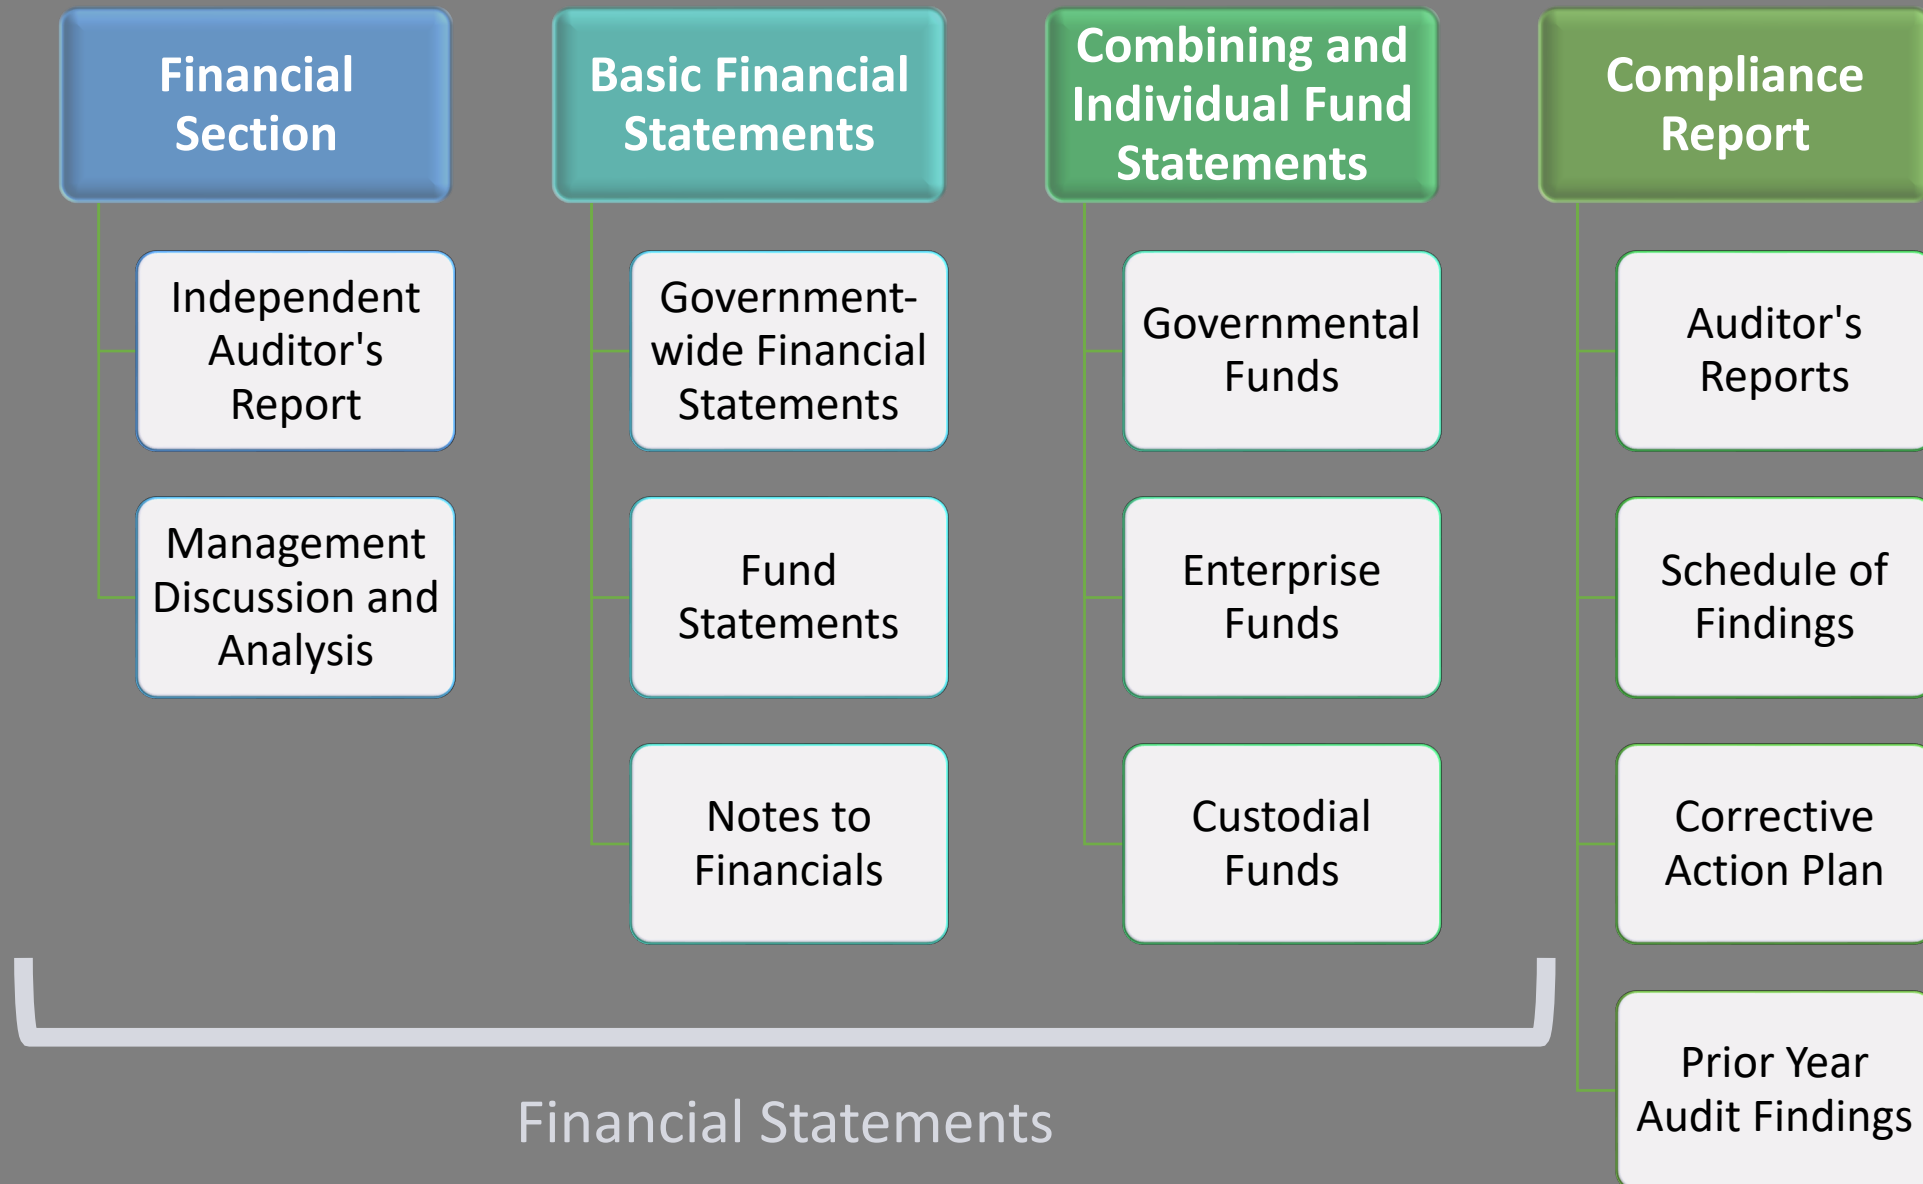 Financial
Section
Independent
Auditor's
Report
Management
Discussion and
Analysis
Basic Financial
Statements
Government-
wide Financial
Statements
Fund
Statements
Notes to
Financials
Combining and
Individual Fund
Statements
Governmental
Funds
Enterprise
Funds
Custodial
Funds
Compliance
Report
Auditor's
Reports
Schedule of
Findings
Corrective
Action Plan
Prior Year
Audit Findings
Financial Statements